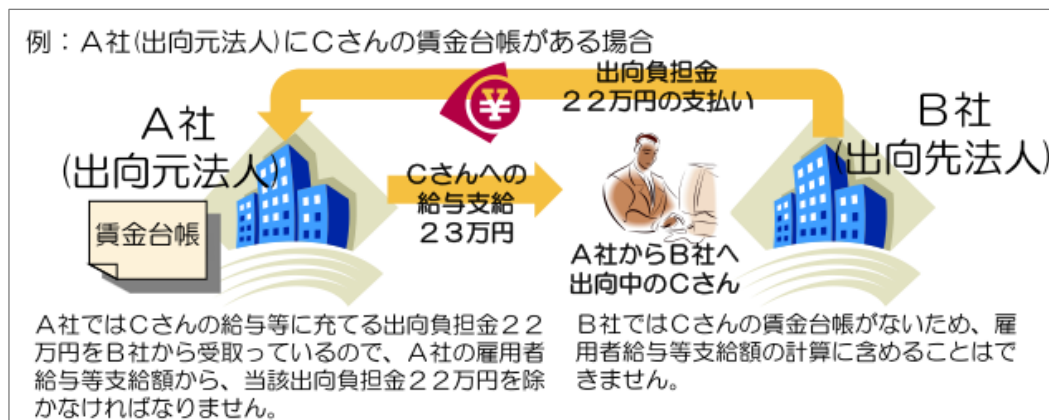 例：Ａ社(出向元法人)にＣさんの賃金台帳がある場合
出向負担金
２２万円の支払い
¥
Ａ社
(出向元法人)
Ｂ社
(出向先法人)
Ｃさんへの
給与支給
２３万円
賃金台帳
Ａ社からＢ社へ
出向中のＣさん
Ａ社ではＣさんの給与等に充てる出向負担金２２
万円をＢ社から受取っているので、Ａ社の雇用者
給与等支給額から、当該出向負担金２２万円を除
かなければなりません。
Ｂ社ではＣさんの賃金台帳がないため、雇
用者給与等支給額の計算に含めることはで
きません。